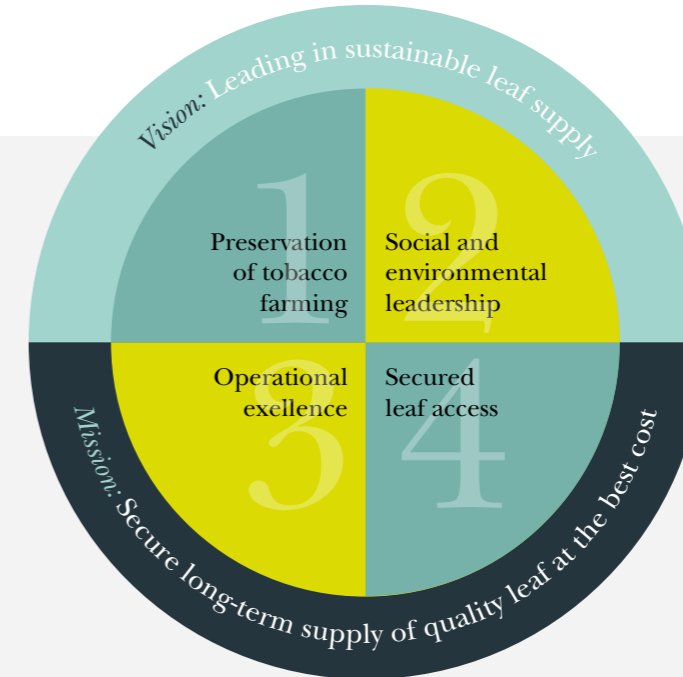 Vision: Leading in sustainable leaf supply
1
Preservation
of tobacco
farming
2
Social and
environmental
leadership
3
Operational
exellence
4
Secured
leaf access
Mission: Secure long-term supply of quality leaf at the best cost